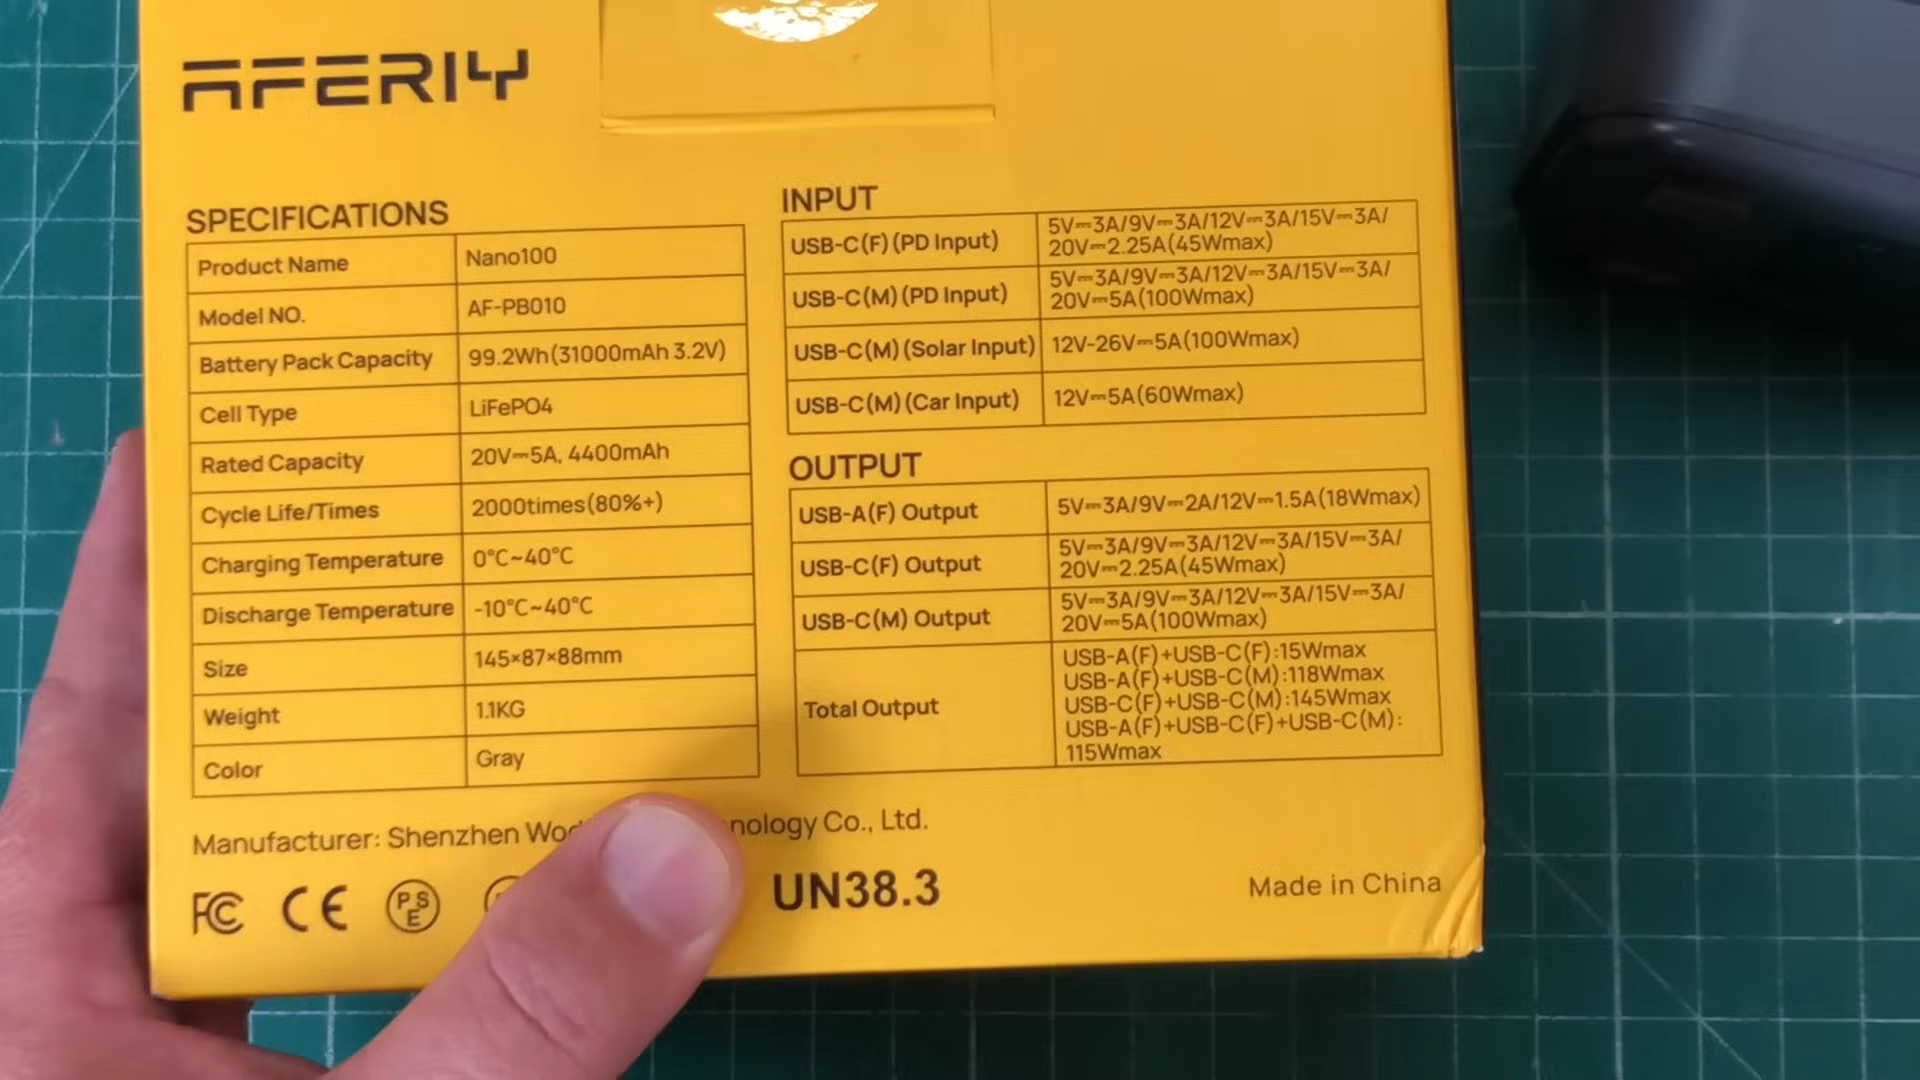 AFERIY
SPECIFICATIONS
Product Name Nano100
Model NO. AF-PB010
Battery Pack Capacity 99.2Wh(31000mAh 3.2V)
Cell Type LiFePO4
Rated Capacity 20V⎓5A, 4400mAh
Cycle Life/Times 2000times(80%+)
Charging Temperature 0°C~40°C
Discharge Temperature -10°C~40°C
Size 145×87×88mm
Weight 1.1KG
Color Gray
INPUT
USB-C(F)(PD Input) 5V⎓3A/9V⎓3A/12V⎓3A/15V⎓3A/
20V⎓2.25A(45Wmax)
USB-C(M)(PD Input) 5V⎓3A/9V⎓3A/12V⎓3A/15V⎓3A/
20V⎓5A(100Wmax)
USB-C(M)(Solar Input) 12V-26V⎓5A(100Wmax)
USB-C(M)(Car Input) 12V⎓5A(60Wmax)
OUTPUT
USB-A(F) Output 5V⎓3A/9V⎓2A/12V⎓1.5A(18Wmax)
USB-C(F) Output 5V⎓3A/9V⎓3A/12V⎓3A/15V⎓3A/
20V⎓2.25A(45Wmax)
USB-C(M) Output 5V⎓3A/9V⎓3A/12V⎓3A/15V⎓3A/
20V⎓5A(100Wmax)
Total Output
USB-A(F)+USB-C(F):15Wmax
USB-A(F)+USB-C(M):118Wmax
USB-C(F)+USB-C(M):145Wmax
USB-A(F)+USB-C(F)+USB-C(M):
115Wmax
Manufacturer: Shenzhen Co., Ltd.
FC CE PSE UN38.3 Made in China